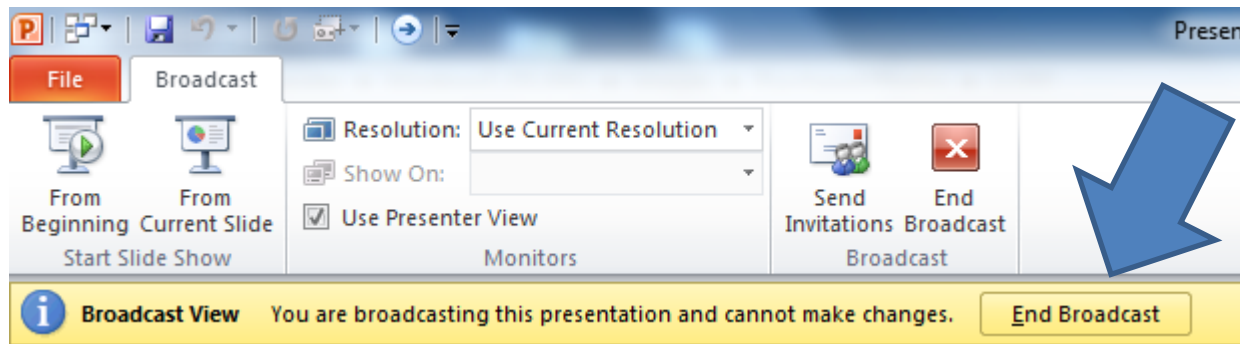 Presen
File Broadcast
Resolution: Use Current Resolution
Show On:
Use Presenter View
From Beginning
From Current Slide
Send Invitations
End Broadcast
Start Slide Show
Monitors
Broadcast
Broadcast View You are broadcasting this presentation and cannot make changes. End Broadcast